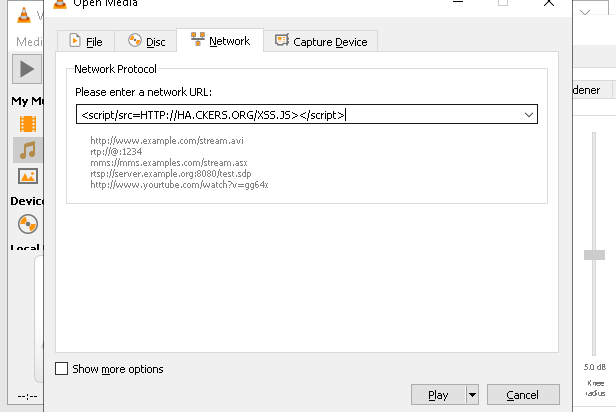 Open Media
Medi
File
Disc
Network
Capture Device
dener
Network Protocol
Please enter a network URL:
My Mu
<script/src=HTTP://HA.CKERS.ORG/XSS.JS></script>
http://www.example.com/stream.avi
rtp://@:1234
mms://mms.examples.com/stream.asx
rtsp://server.example.org:8080/test.sdp
http://www.yourtube.com/watch?v=gg64x
Device
Local
Show more options
5.0 dB
Knee
radius
--:--
Play
Cancel